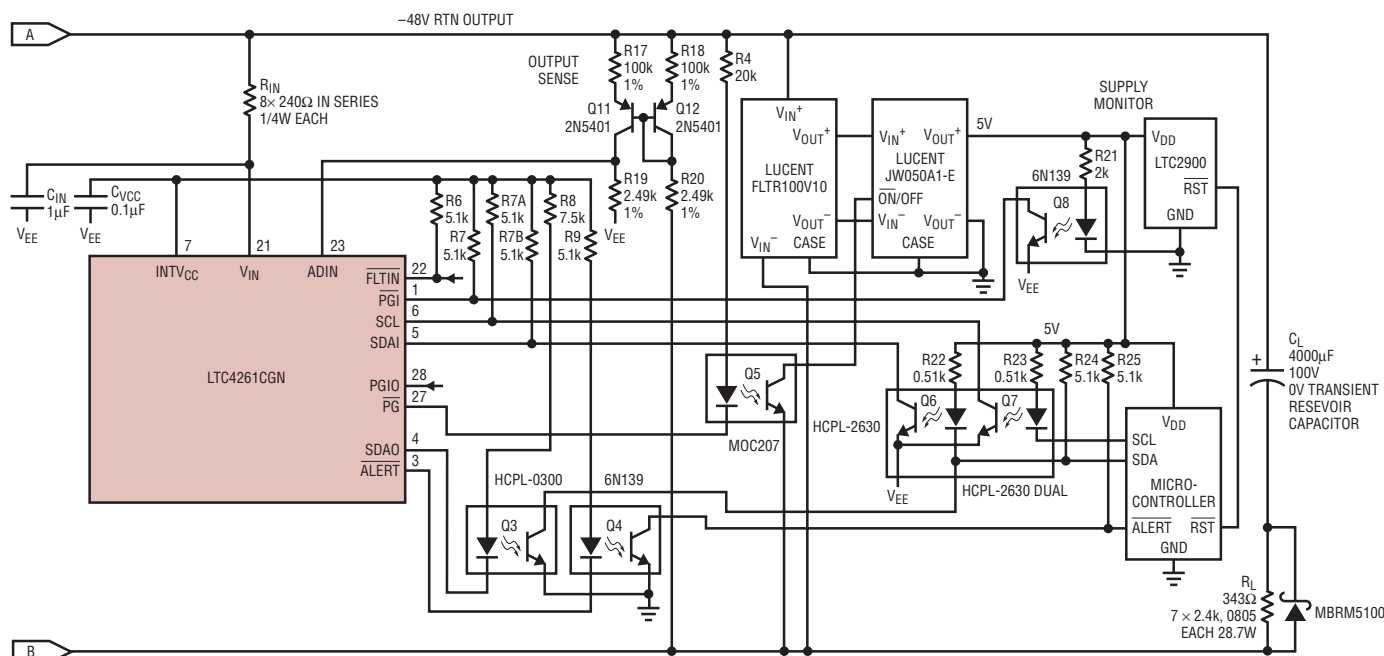 A
−48V RTN OUTPUT
RIN
8× 240Ω IN SERIES
1/4W EACH
OUTPUT
SENSE
R17
100k
1%
R18
100k
1%
R4
20k
Q11
2N5401
Q12
2N5401
R19
2.49k
1%
R20
2.49k
1%
VEE
CIN
1µF
VEE
CVCC
0.1µF
VEE
R6
5.1k
R7
5.1k
R7A
5.1k
R7B
5.1k
R8
7.5k
R9
5.1k
7
21
23
INTVCC
VIN
ADIN
FLTIN
22
PGI
1
SCL
6
SDAI
5
PGIO
28
PG
27
SDAO
4
ALERT
3
LTC4261CGN
VIN+
VOUT+
LUCENT
FLTR100V10
VOUT−
VIN−
CASE
VIN+
VOUT+
LUCENT
JW050A1-E
ON/OFF
VIN−
VOUT−
CASE
5V
SUPPLY
MONITOR
VDD
LTC2900
RST
GND
R21
2k
6N139
Q8
VEE
Q5
MOC207
5V
R22
0.51k
R23
0.51k
R24
5.1k
R25
5.1k
HCPL-2630
Q6
Q7
VEE
HCPL-2630 DUAL
VDD
SCL
SDA
MICRO-
CONTROLLER
ALERT
RST
GND
HCPL-0300
Q3
6N139
Q4
CL
4000µF
100V
0V TRANSIENT
RESEVOIR
CAPACITOR
+
RL
343Ω
7 × 2.4k, 0805
EACH 28.7W
MBRM5100
B